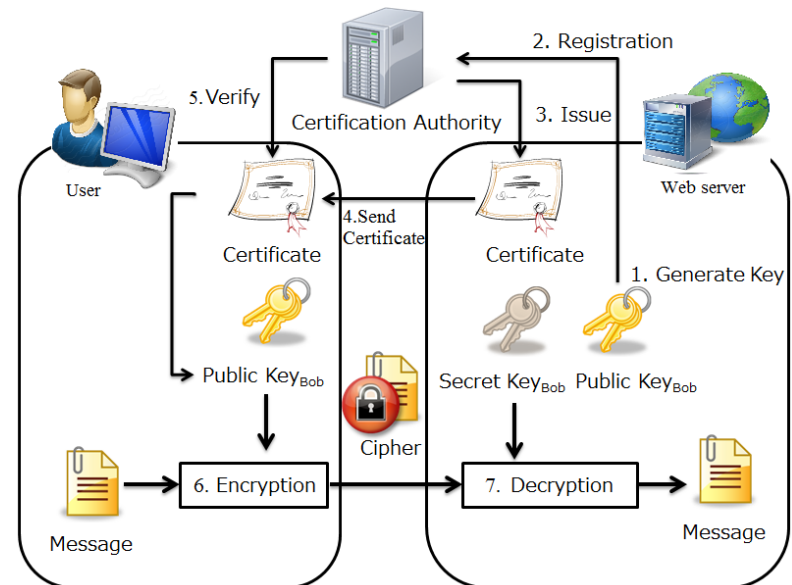 2. Registration
5.Verify
Certification Authority
3. Issue
User
Web server
4.Send
Certificate
Certificate
Certificate
1. Generate Key
Public KeyBob
Secret KeyBob
Public KeyBob
Cipher
6. Encryption
7. Decryption
Message
Message